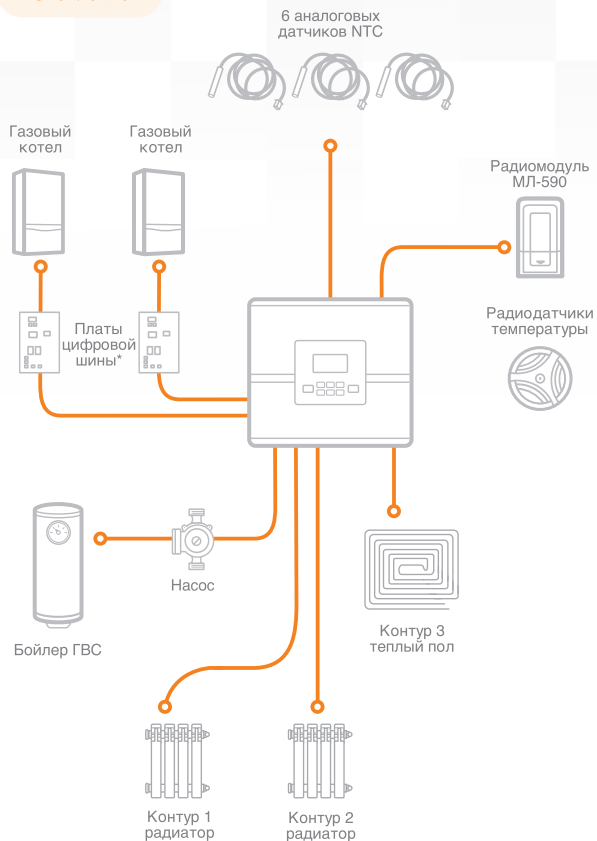 6 аналоговых
датчиков NTC
Газовый
котел
Газовый
котел
Радиомодуль
МЛ-590
Платы
цифровой
шины*
Радиодатчики
температуры
Насос
Бойлер ГВС
Контур 3
теплый пол
Контур 1
радиатор
Контур 2
радиатор